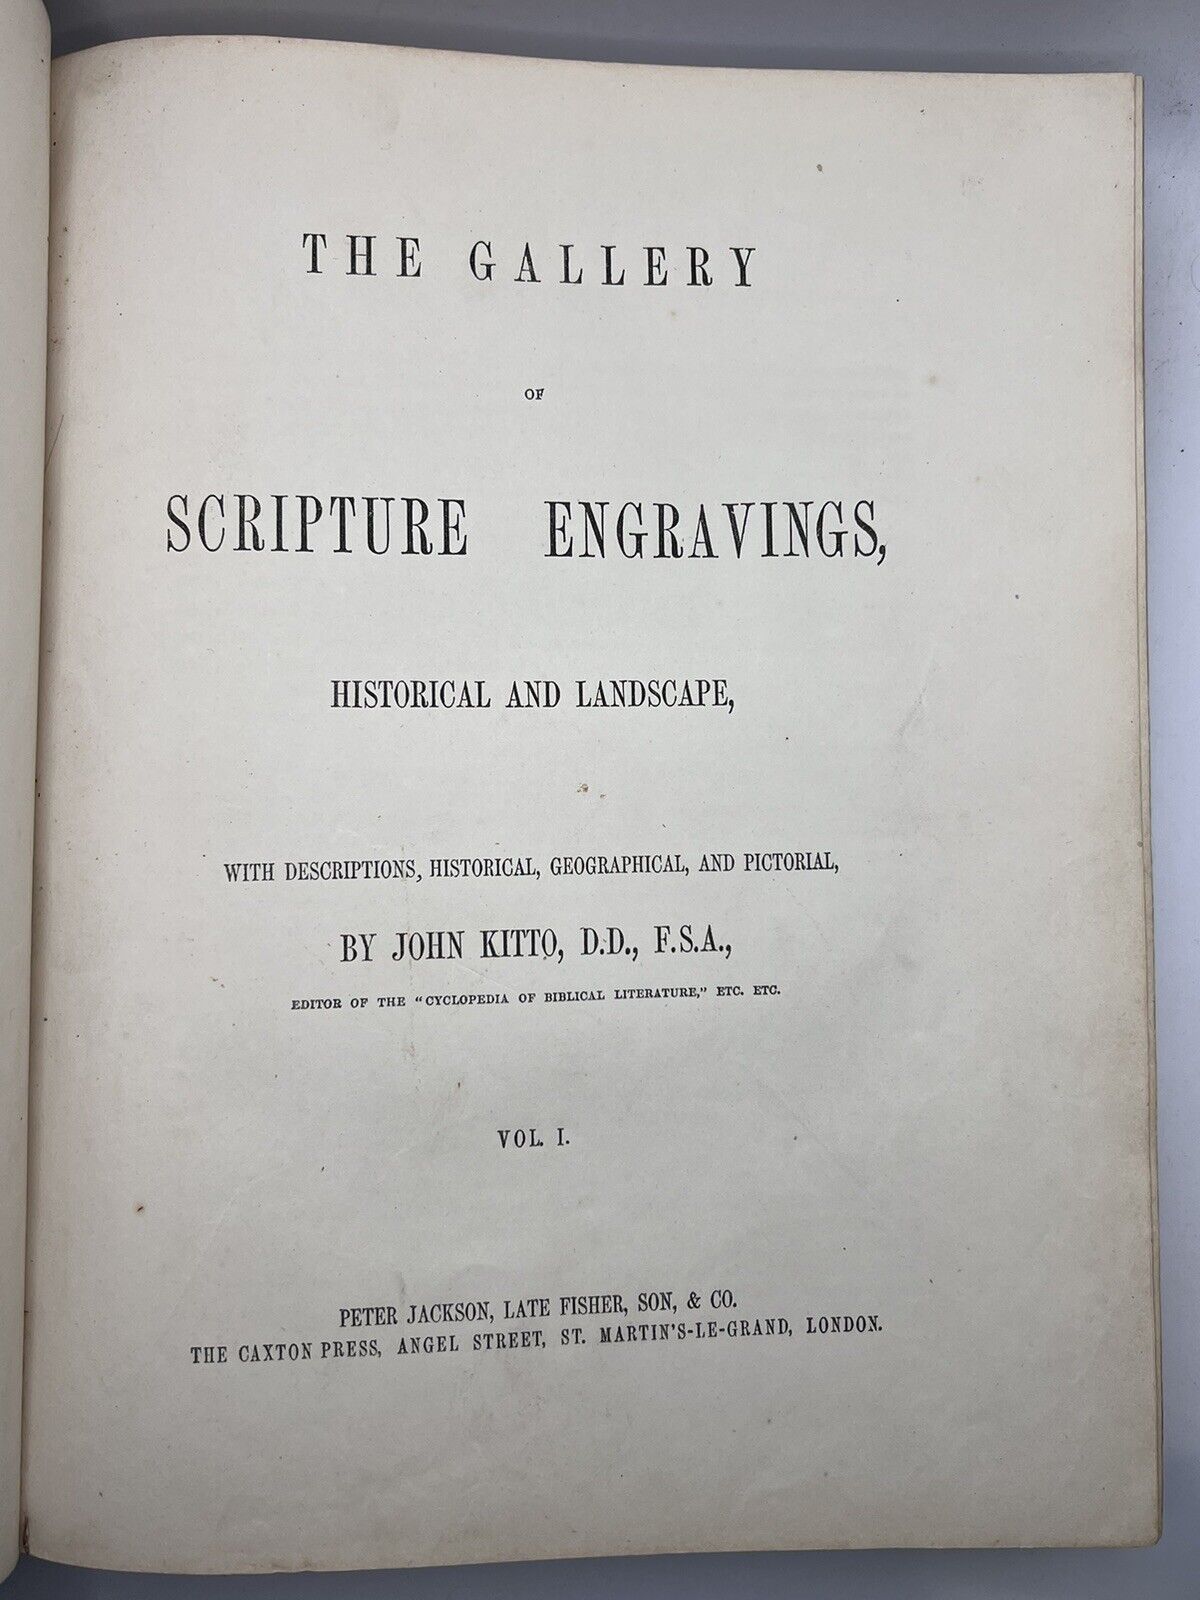 THE GALLERY
OF
SCRIPTURE ENGRAVINGS,
HISTORICAL AND LANDSCAPE,
WITH DESCRIPTIONS, HISTORICAL, GEOGRAPHICAL, AND PICTORIAL,
BY JOHN KITTO, D.D., F.S.A.,
EDITOR OF THE "CYCLOPEDIA OF BIBLICAL LITERATURE," ETC. ETC.
VOL. I.
PETER JACKSON, LATE FISHER, SON, & CO.
THE CAXTON PRESS, ANGEL STREET, ST. MARTIN'S-LE-GRAND, LONDON.